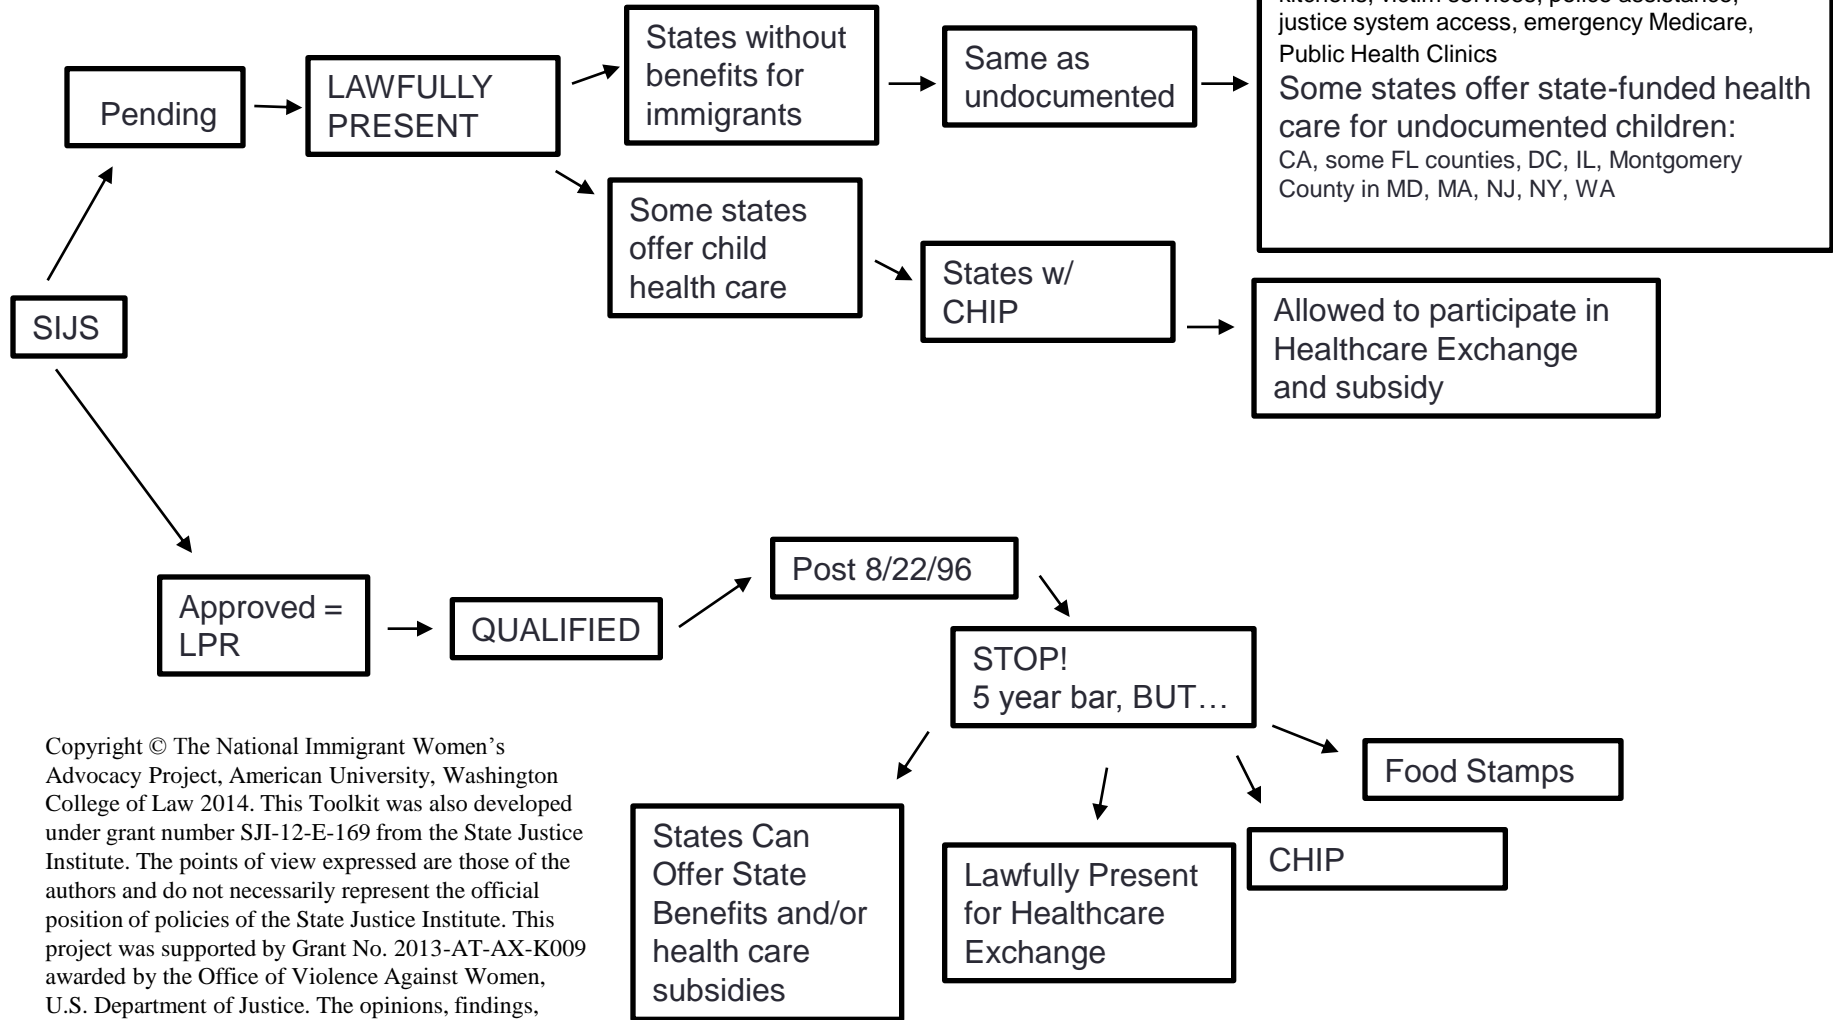 kitchens, victim services, police assistance,
justice system access, emergency Medicare,
Public Health Clinics
Some states offer state-funded health
care for undocumented children:
CA, some FL counties, DC, IL, Montgomery
County in MD, MA, NJ, NY, WA
States without
benefits for
immigrants
Same as
undocumented
Pending
LAWFULLY
PRESENT
Some states
offer child
health care
States w/
CHIP
Allowed to participate in
Healthcare Exchange
and subsidy
SIJS
Approved =
LPR
QUALIFIED
Post 8/22/96
STOP!
5 year bar, BUT…
States Can
Offer State
Benefits and/or
health care
subsidies
Lawfully Present
for Healthcare
Exchange
CHIP
Food Stamps
Copyright © The National Immigrant Women’s
Advocacy Project, American University, Washington
College of Law 2014. This Toolkit was also developed
under grant number SJI-12-E-169 from the State Justice
Institute. The points of view expressed are those of the
authors and do not necessarily represent the official
position of policies of the State Justice Institute. This
project was supported by Grant No. 2013-AT-AX-K009
awarded by the Office of Violence Against Women,
U.S. Department of Justice. The opinions, findings,